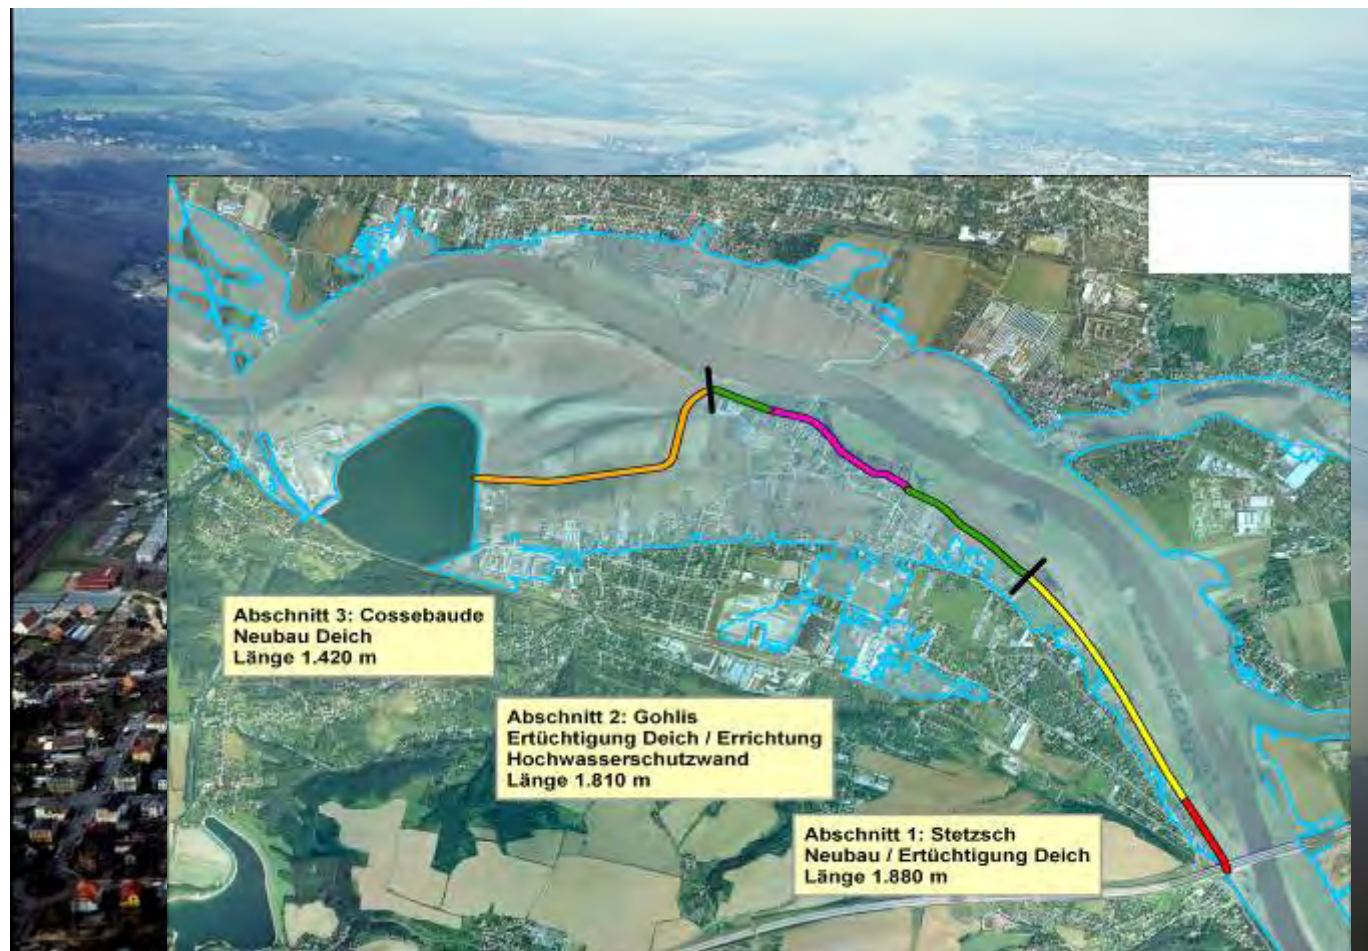 Abschnitt 3: Cossebaude
Neubau Deich
Länge 1.420 m
Abschnitt 2: Gohlis
Ertüchtigung Deich / Errichtung
Hochwasserschutzwand
Länge 1.810 m
Abschnitt 1: Stetzsch
Neubau / Ertüchtigung Deich
Länge 1.880 m